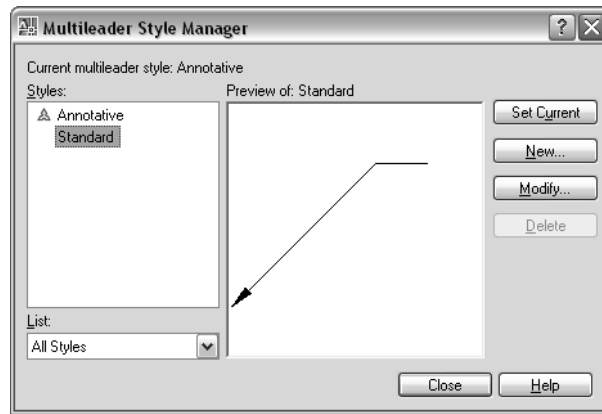 Multileader Style Manager
Current multileader style: Annotative
Styles:
Annotative
Standard
List:
All Styles
Preview of: Standard
Set Current
New...
Modify...
Delete
Close
Help